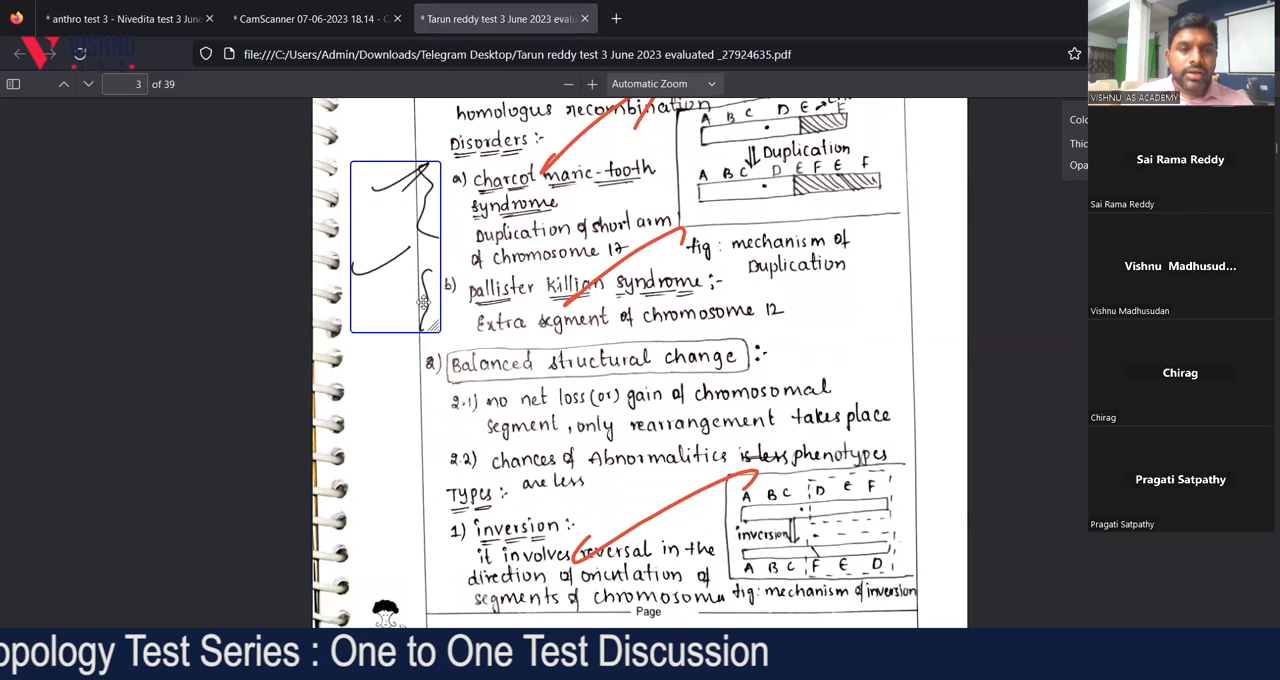 * anthro test 3 - Nivedita test 3 June
* CamScanner 07-06-2023 18.14 - C
* Tarun reddy test 3 June 2023 evalu
VISHNU
IAS
file:///C:/Users/Admin/Downloads/Telegram Desktop/Tarun reddy test 3 June 2023 evaluated _27924635.pdf
3 of 39
Automatic Zoom
homologus recombination
Disorders :-
a) charcot maric-tooth
syndrome
Duplication of short arm
of chromosome 17
A B C D E F
Duplication
A B C D E F E F
fig : mechanism of
Duplication
b) pallister killian syndrome :-
Extra segment of chromosome 12
2) Balanced structural change :-
2.1) no net loss (or) gain of chromosomal
segment, only rearrangement takes place
2.2) chances of Abnormalities is less phenotypes
are less
Types :-
1) inversion :-
it involves reversal in the
direction of orientation of
segments of chromosome
A B C D E F
inversion
A B C F E D
fig: mechanism of inversion
Page
VISHNU IAS ACADEMY
Colo
Thic
Opa
Sai Rama Reddy
Sai Rama Reddy
Vishnu Madhusud...
Vishnu Madhusudan
Chirag
Chirag
Pragati Satpathy
Pragati Satpathy
opology Test Series : One to One Test Discussion